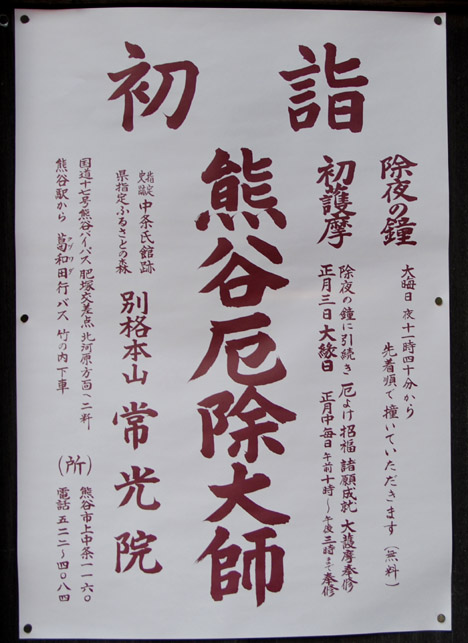 初詣
除夜の鐘
大晦日 夜十一時四十分から
先着順で 撞いていただきます (無料)
初護摩
除夜の鐘に引続き 厄よけ 招福 諸願成就 大護摩奉修
正月三日 大縁日 正月中毎日 午前十時〜午後三時まで奉修
熊谷厄除大師
指定史蹟 中条氏館跡
県指定ふるさとの森
別格本山 常光院
国道十七号熊谷バイパス 肥塚交差点 北河原方面へ二粁
熊谷駅から 葛和田行バス 竹の内下車
(所) 熊谷市上中条一一六〇
電話 五二二〜四〇八四